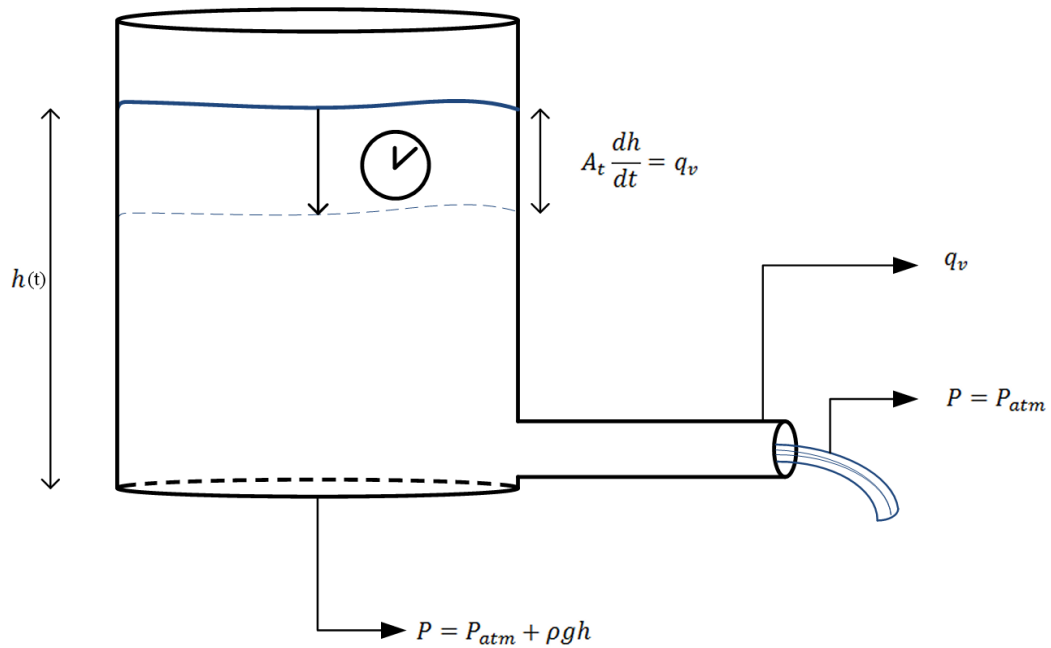 A_t dh/dt = q_v
h(t)
q_v
P = P_atm
P = P_atm + ρgh